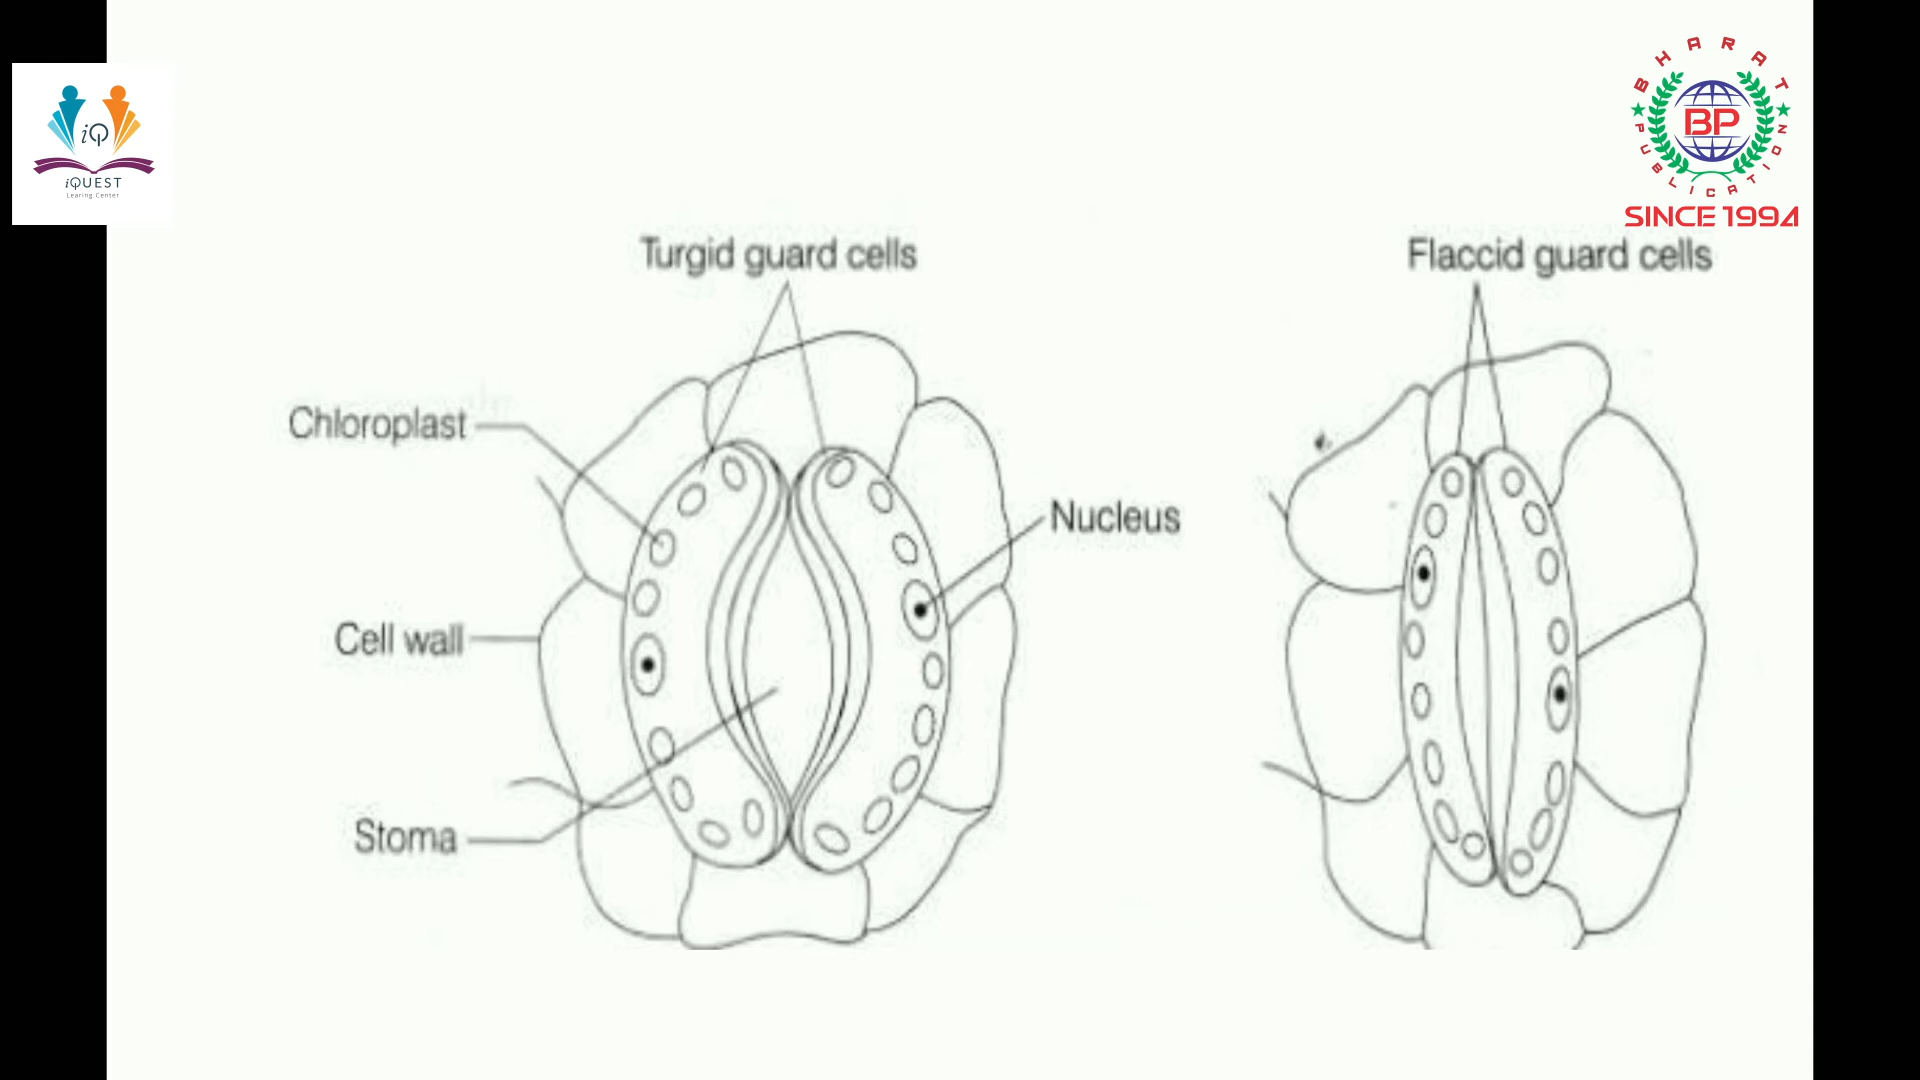 iQ
iQUEST
Learing Center
BHARAT
BP
PUBLICATION
SINCE 1994
Turgid guard cells
Flaccid guard cells
Chloroplast
Nucleus
Cell wall
Stoma